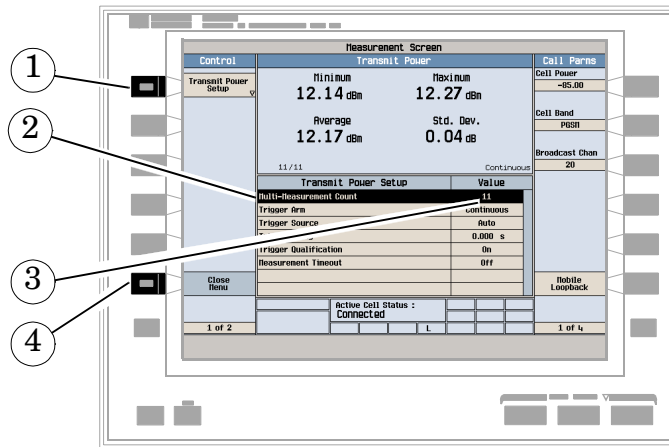 Measurement Screen
Control
Transmit Power
Call Parms
Transmit Power
Setup
Minimum
Maximum
12.14 dBm
12.27 dBm
Average
Std. Dev.
12.17 dBm
0.04 dB
11/11
Continuous
Cell Power
-85.00
Cell Band
PGSM
Broadcast Chan
20
Transmit Power Setup
Value
Multi-Measurement Count
11
Trigger Arm
Continuous
Trigger Source
Auto
0.000 s
Trigger Qualification
On
Measurement Timeout
Off
Close
Menu
Mobile
Loopback
Active Cell Status :
Connected
L
1 of 2
1 of 4
1
2
3
4